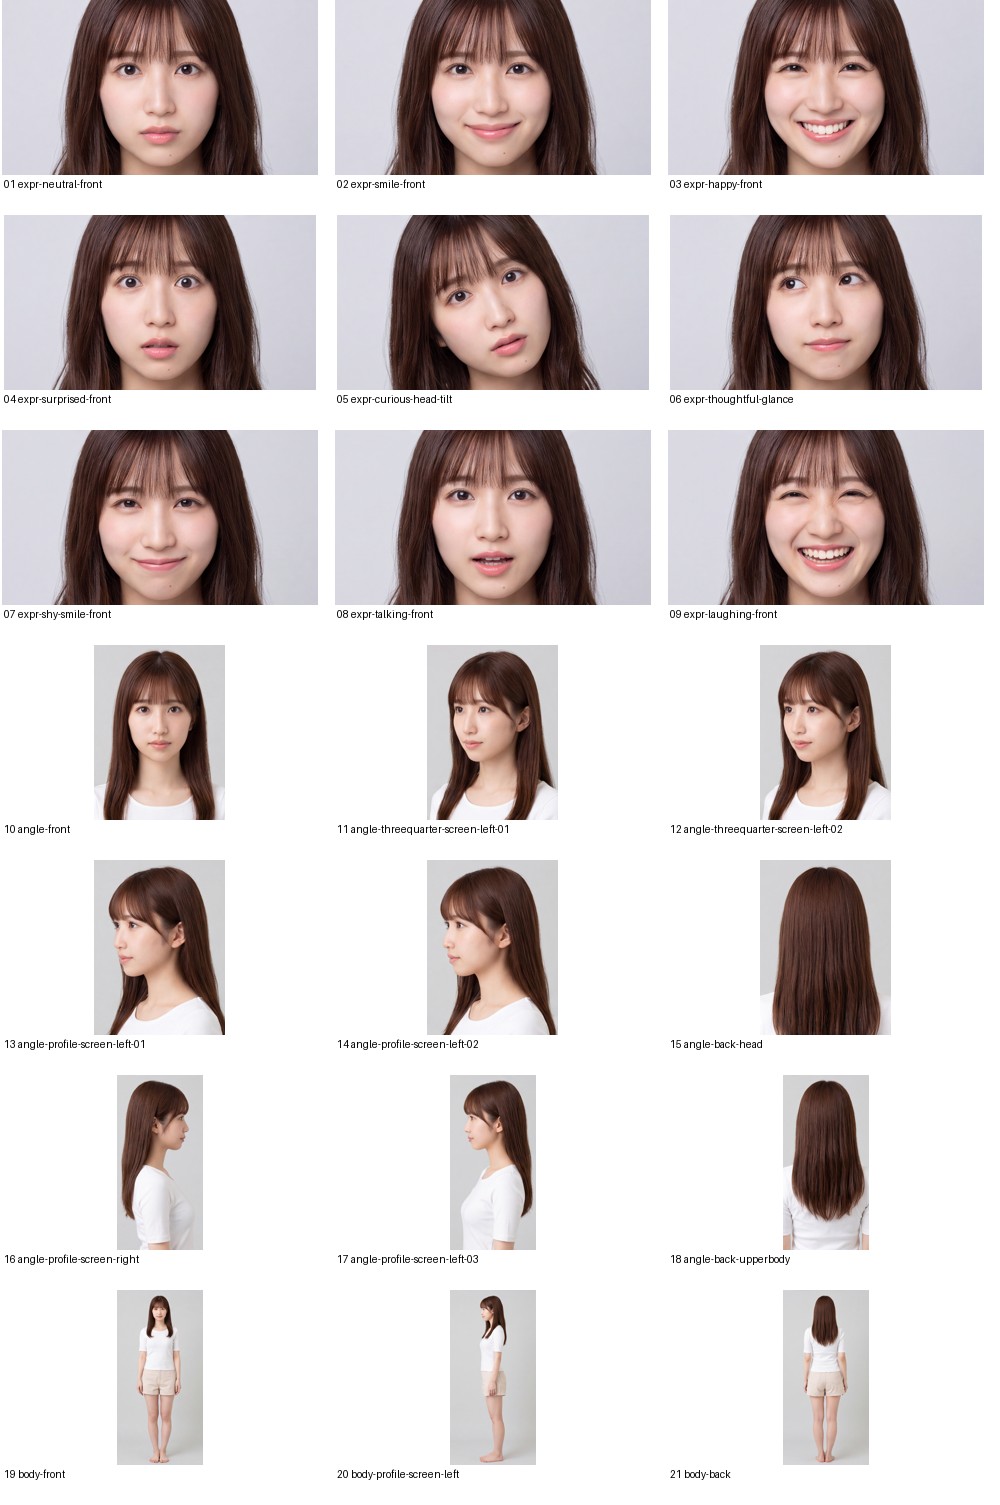 01 expr-neutral-front
02 expr-smile-front
03 expr-happy-front
04 expr-surprised-front
05 expr-curious-head-tilt
06 expr-thoughtful-glance
07 expr-shy-smile-front
08 expr-talking-front
09 expr-laughing-front
10 angle-front
11 angle-threequarter-screen-left-01
12 angle-threequarter-screen-left-02
13 angle-profile-screen-left-01
14 angle-profile-screen-left-02
15 angle-back-head
16 angle-profile-screen-right
17 angle-profile-screen-left-03
18 angle-back-upperbody
19 body-front
20 body-profile-screen-left
21 body-back